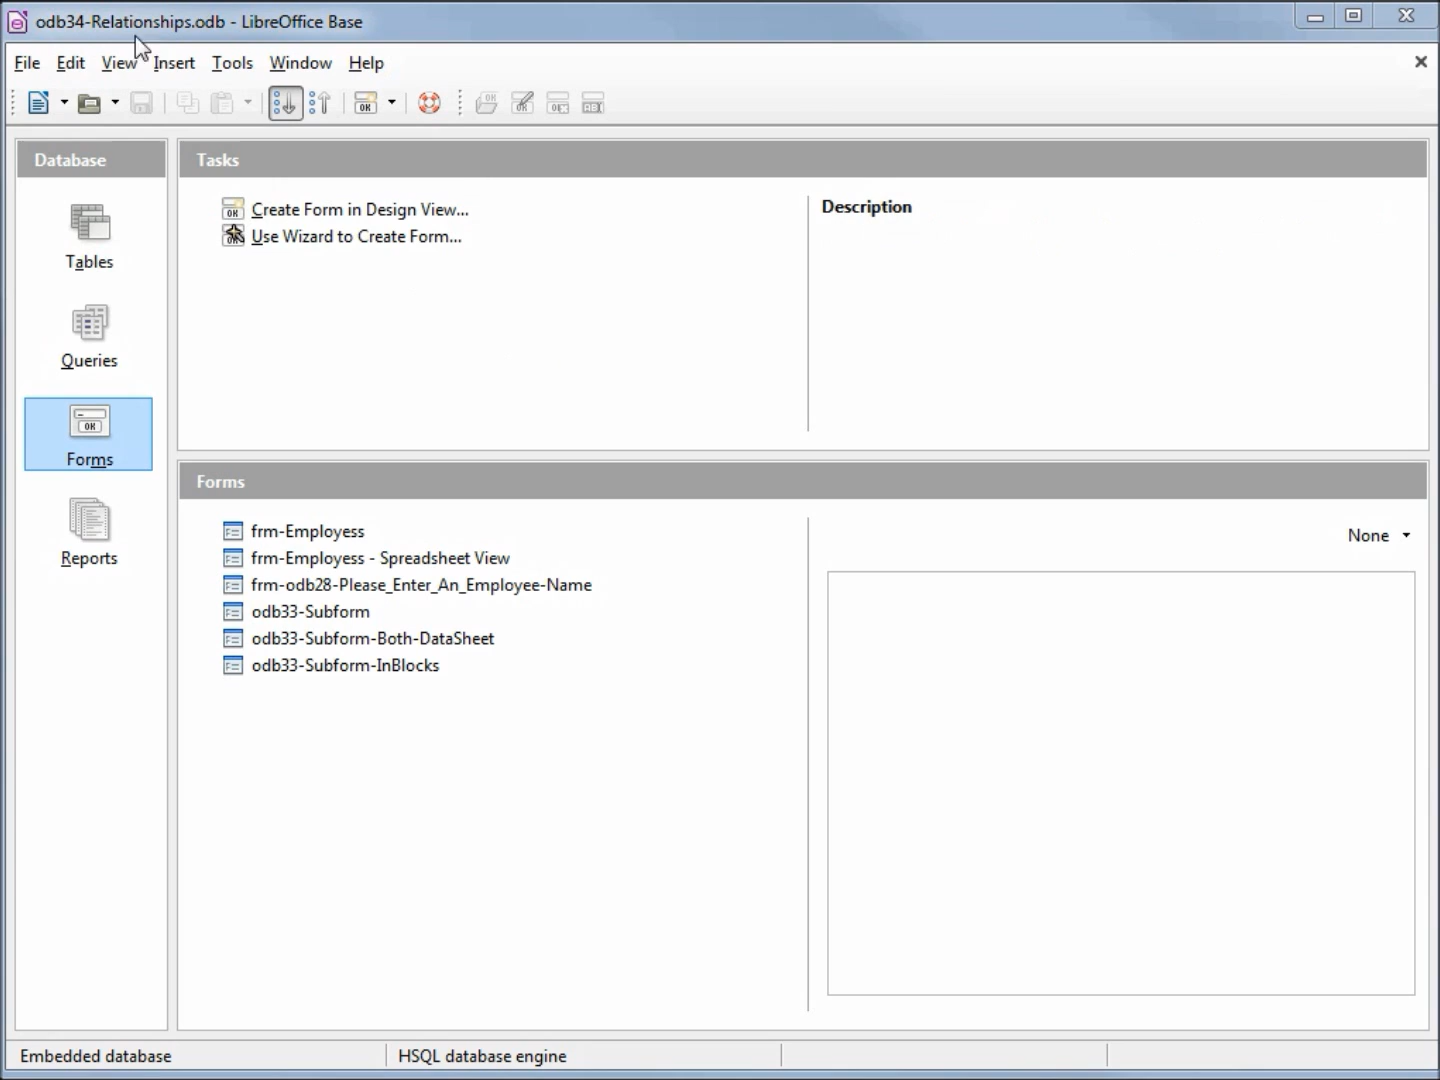 odb34-Relationships.odb - LibreOffice Base
File Edit View Insert Tools Window Help
Database
Tasks
Create Form in Design View...
Use Wizard to Create Form...
Description
Tables
Queries
Forms
Reports
Forms
frm-Employess
frm-Employess - Spreadsheet View
frm-odb28-Please_Enter_An_Employee-Name
odb33-Subform
odb33-Subform-Both-DataSheet
odb33-Subform-InBlocks
None
Embedded database
HSQL database engine